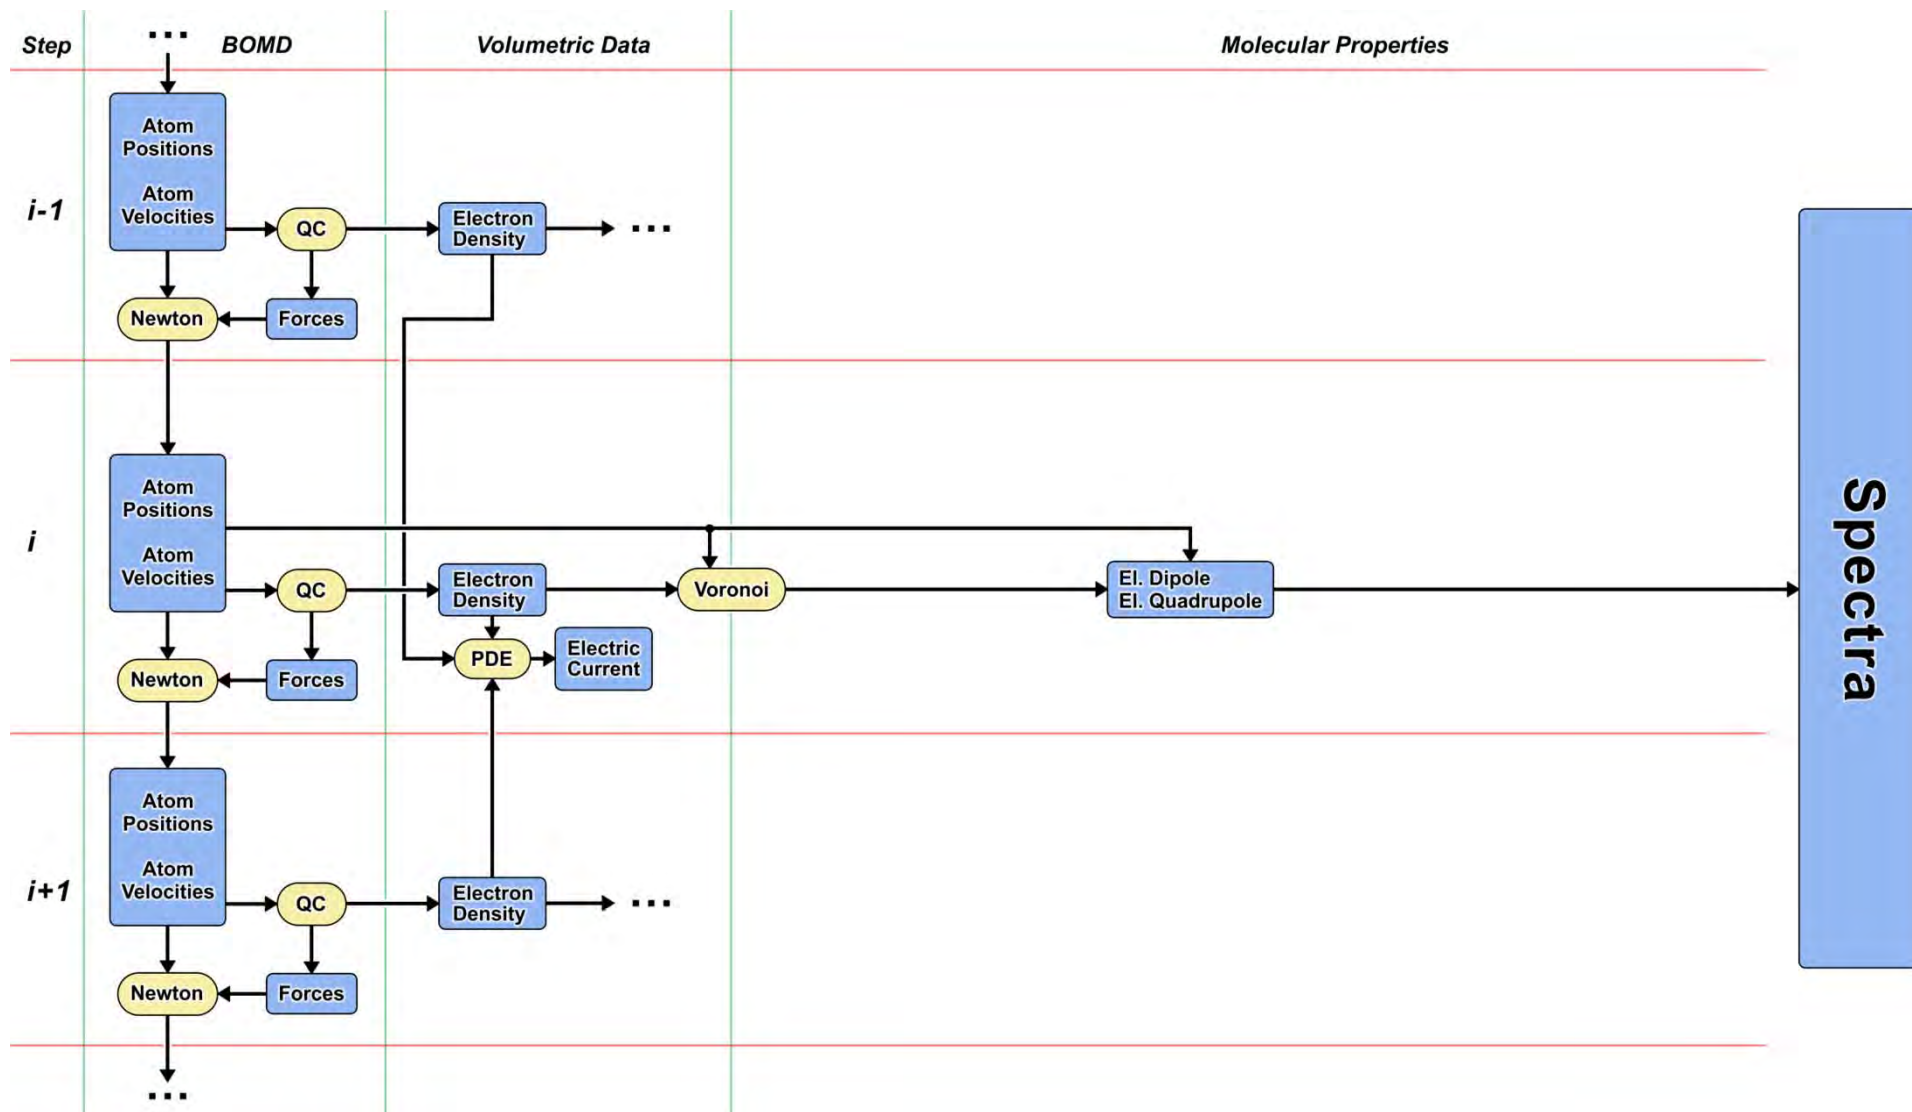 Step
...
BOMD
Volumetric Data
Molecular Properties
i-1
Atom
Positions
Atom
Velocities
QC
Electron
Density
...
Newton
Forces
i
Atom
Positions
Atom
Velocities
QC
Electron
Density
Voronoi
El. Dipole
El. Quadrupole
PDE
Electric
Current
Newton
Forces
i+1
Atom
Positions
Atom
Velocities
QC
Electron
Density
...
Newton
Forces
...
Spectra